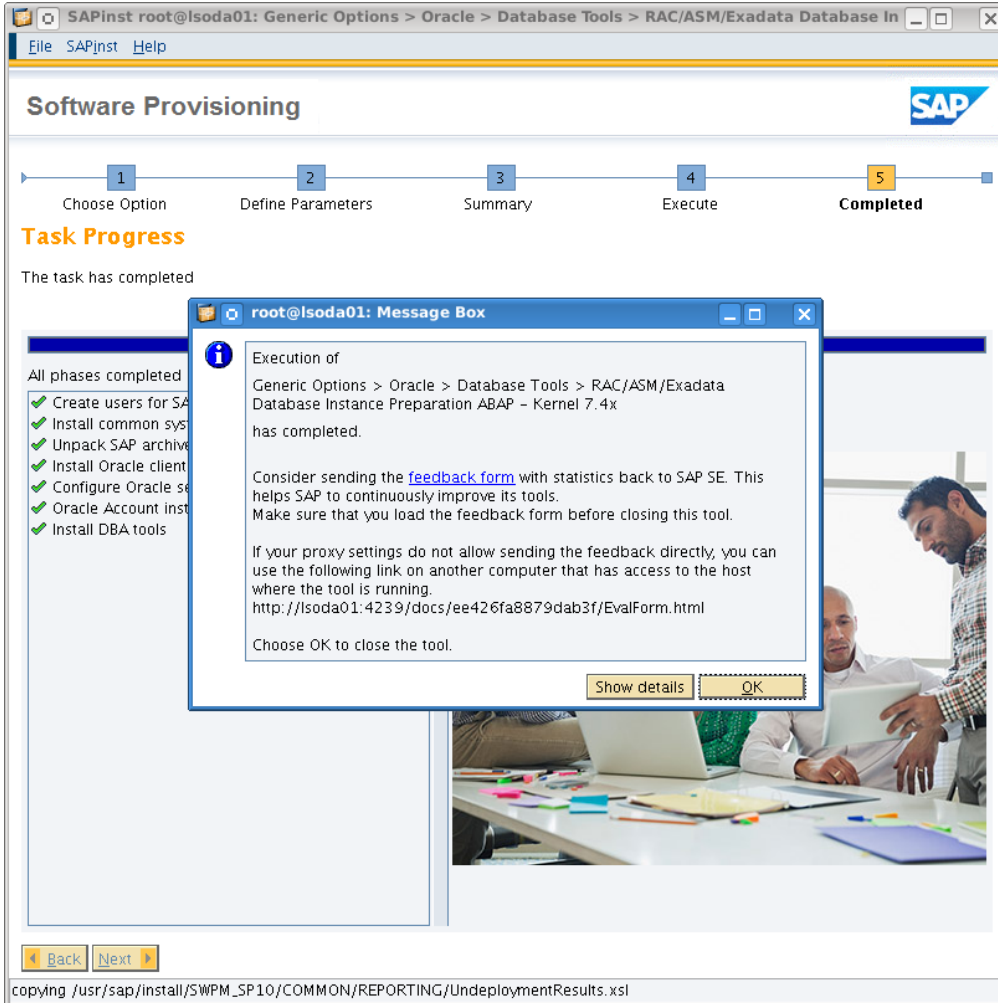 SAPinst root@lsoda01: Generic Options > Oracle > Database Tools > RAC/ASM/Exadata Database In
File SAPinst Help
Software Provisioning
SAP
1 2 3 4 5
Choose Option Define Parameters Summary Execute Completed
Task Progress
The task has completed
root@lsoda01: Message Box
Execution of
Generic Options > Oracle > Database Tools > RAC/ASM/Exadata
Database Instance Preparation ABAP – Kernel 7.4x
has completed.
Consider sending the feedback form with statistics back to SAP SE. This
helps SAP to continuously improve its tools.
Make sure that you load the feedback form before closing this tool.
If your proxy settings do not allow sending the feedback directly, you can
use the following link on another computer that has access to the host
where the tool is running.
http://lsoda01:4239/docs/ee426fa8879dab3f/EvalForm.html
Choose OK to close the tool.
Show details OK
All phases completed
Create users for SA
Install common sys
Unpack SAP archive
Install Oracle client
Configure Oracle se
Oracle Account inst
Install DBA tools
Back Next
copying /usr/sap/install/SWPM_SP10/COMMON/REPORTING/UndeploymentResults.xsl